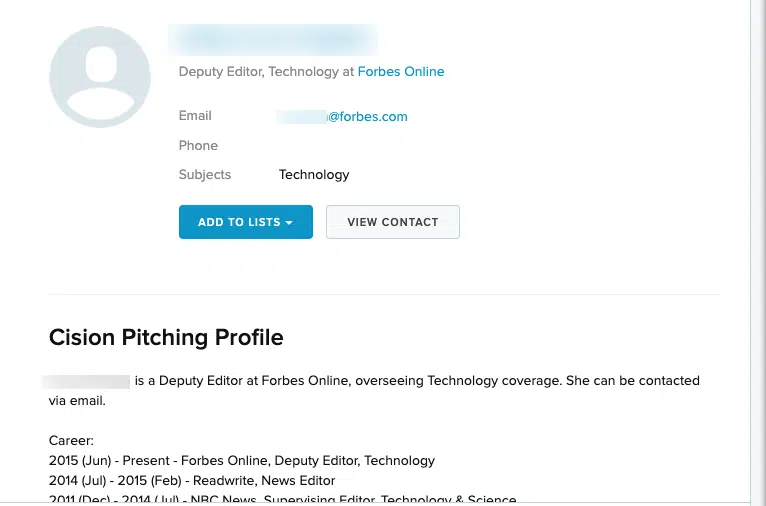 Deputy Editor, Technology at Forbes Online
Email @forbes.com
Phone
Subjects Technology
ADD TO LISTS VIEW CONTACT
Cision Pitching Profile
is a Deputy Editor at Forbes Online, overseeing Technology coverage. She can be contacted
via email.
Career:
2015 (Jun) - Present - Forbes Online, Deputy Editor, Technology
2014 (Jul) - 2015 (Feb) - Readwrite, News Editor
2011 (Dec) - 2014 (Jul) - NBC News, Supervising Editor, Technology & Science